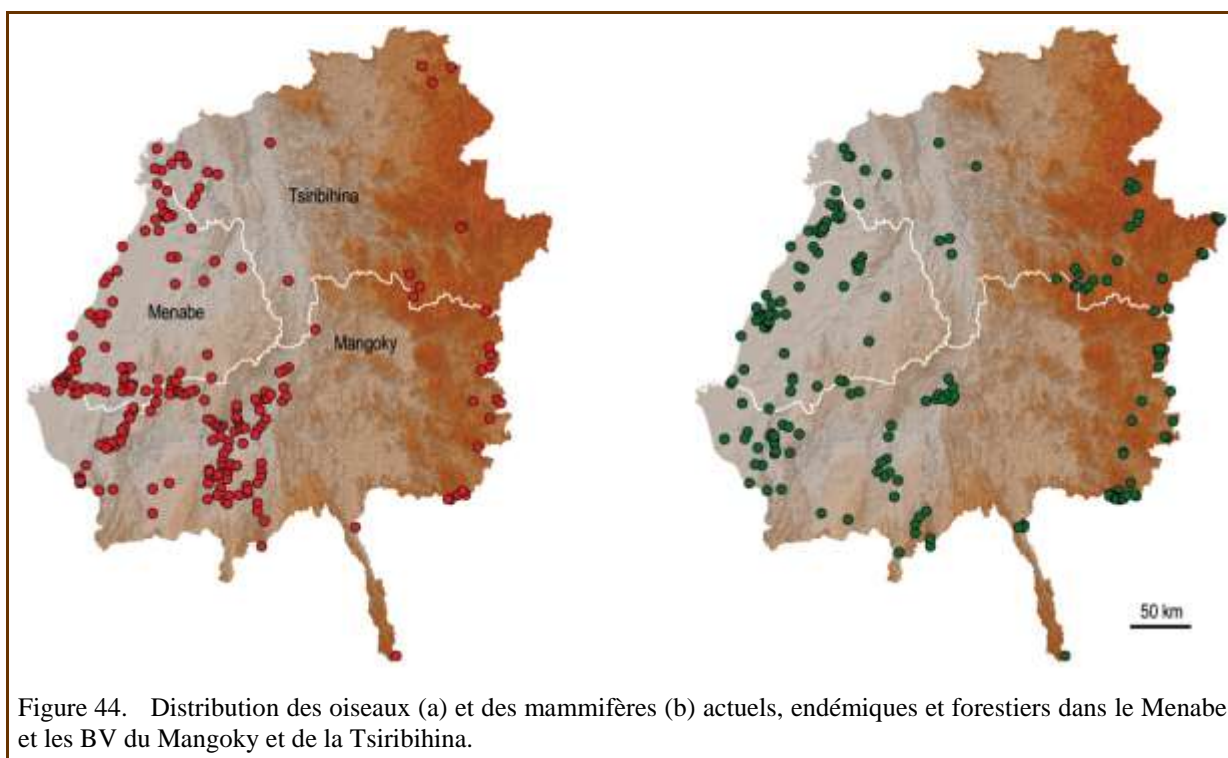 Tsiribihina
Menabe
Mangoky
50 km
Figure 44. Distribution des oiseaux (a) et des mammifères (b) actuels, endémiques et forestiers dans le Menabe
et les BV du Mangoky et de la Tsiribihina.